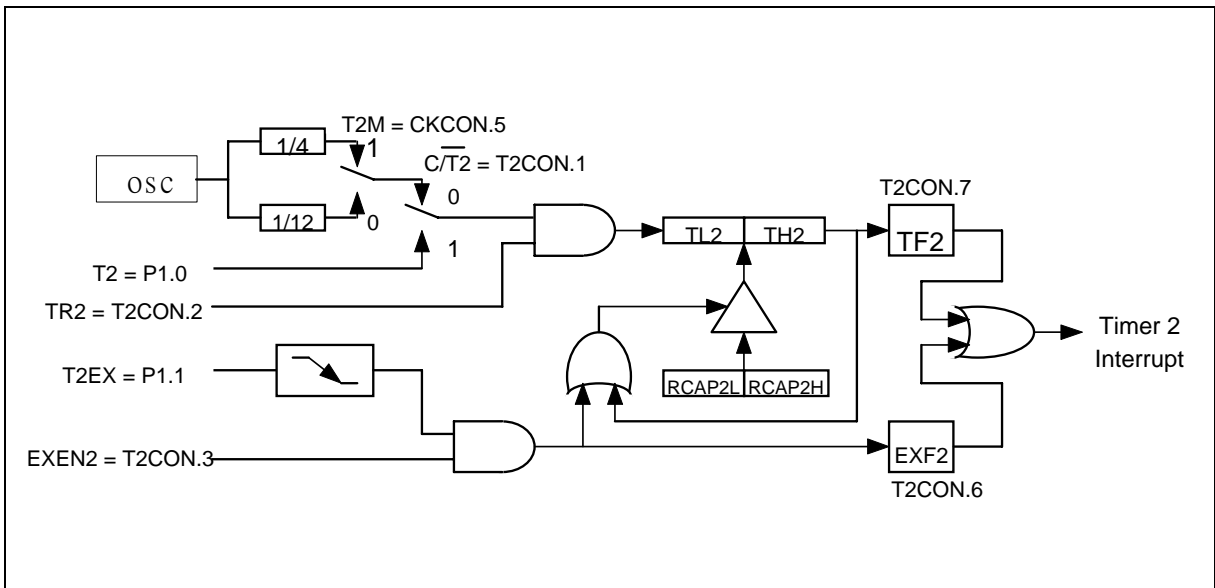 T2M = CKCON.5
1/4
1
C/T2 = T2CON.1
OSC
0
T2CON.7
1/12
0
TL2
TH2
TF2
1
T2 = P1.0
TR2 = T2CON.2
Timer 2
Interrupt
T2EX = P1.1
RCAP2L
RCAP2H
EXEN2 = T2CON.3
EXF2
T2CON.6